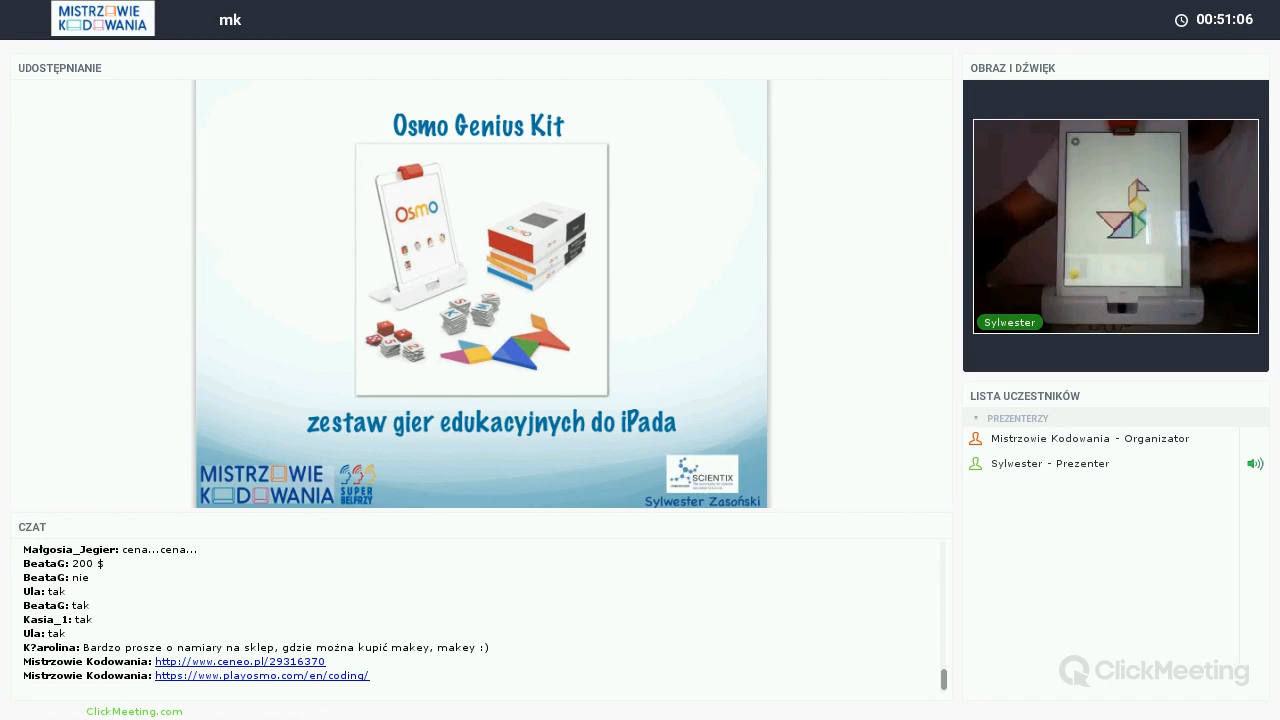 MISTRZOWIE
KODOWANIA
mk
00:51:06
UDOSTĘPNIANIE
Osmo Genius Kit
OSMO
zestaw gier edukacyjnych do iPada
MISTRZOWIE
KODOWANIA
SUPER
BELFRZY
SCIENTIX
Sylwester Zasoński
OBRAZ I DŹWIĘK
Sylwester
LISTA UCZESTNIKÓW
PREZENTERZY
Mistrzowie Kodowania - Organizator
Sylwester - Prezenter
CZAT
Małgosia_Jegier: cena...cena...
BeataG: 200 $
BeataG: nie
Ula: tak
BeataG: tak
Kasia_1: tak
Ula: tak
K?arolina: Bardzo prosze o namiary na sklep, gdzie można kupić makey, makey :)
Mistrzowie Kodowania: http://www.ceneo.pl/29316370
Mistrzowie Kodowania: https://www.playosmo.com/en/coding/
ClickMeeting
ClickMeeting.com